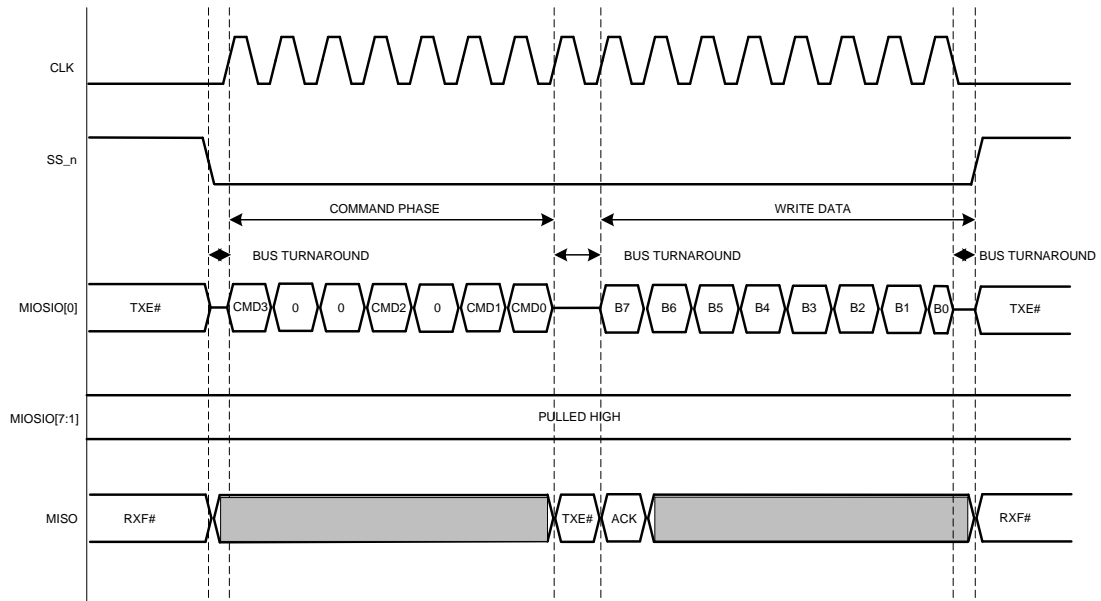 CLK
SS_n
COMMAND PHASE
WRITE DATA
BUS TURNAROUND
BUS TURNAROUND
BUS TURNAROUND
MIOSIO[0]
TXE#
CMD3
0
0
CMD2
0
CMD1
CMD0
B7
B6
B5
B4
B3
B2
B1
B0
TXE#
MIOSIO[7:1]
PULLED HIGH
MISO
RXF#
TXE#
ACK
RXF#